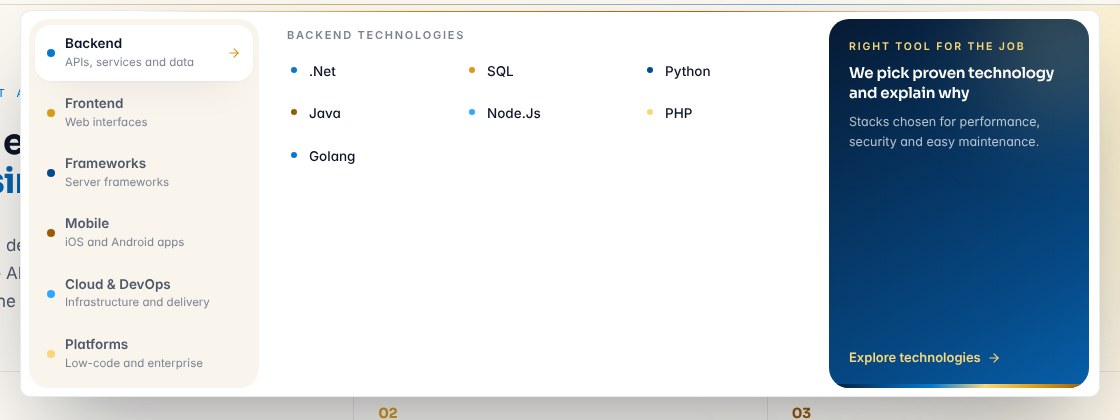 Backend
APIs, services and data
Frontend
Web interfaces
Frameworks
Server frameworks
Mobile
iOS and Android apps
Cloud & DevOps
Infrastructure and delivery
Platforms
Low-code and enterprise
BACKEND TECHNOLOGIES
.Net
SQL
Python
Java
Node.Js
PHP
Golang
RIGHT TOOL FOR THE JOB
We pick proven technology
and explain why
Stacks chosen for performance,
security and easy maintenance.
Explore technologies
02
03